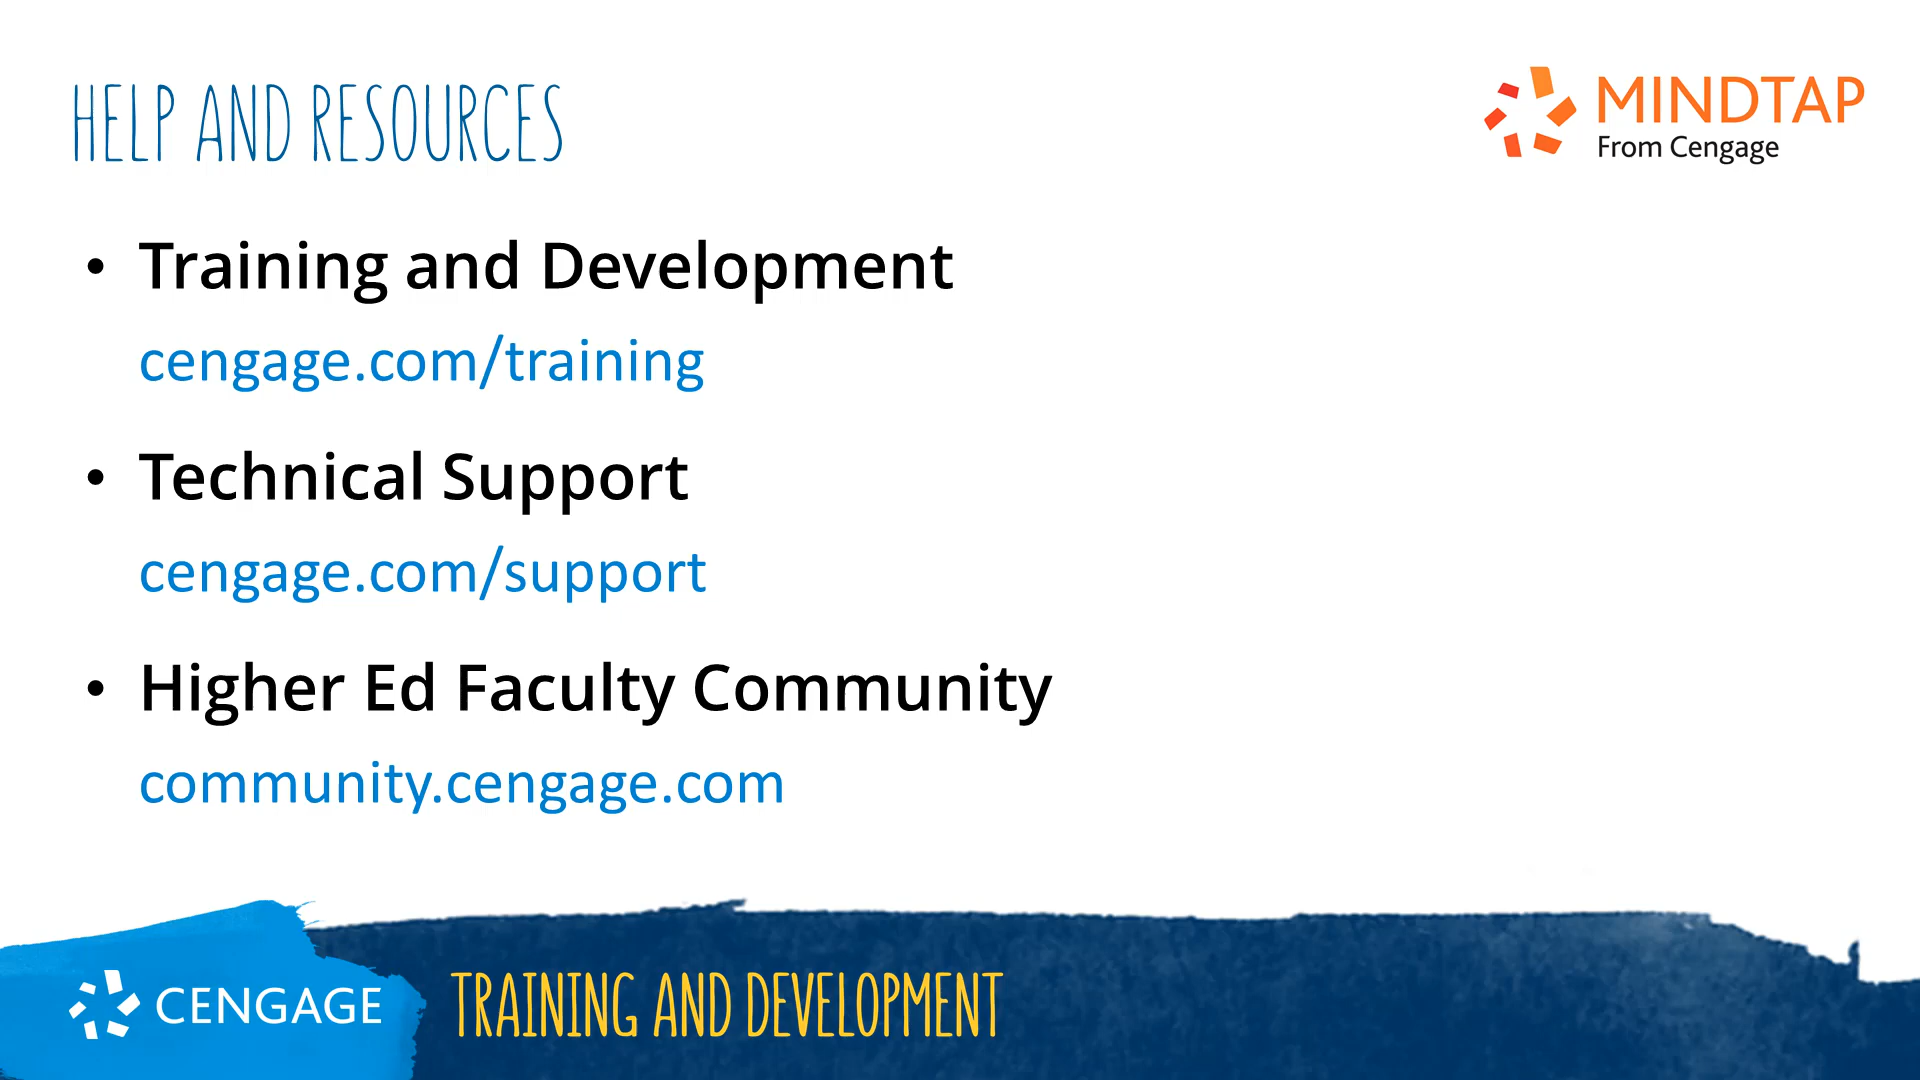 HELP AND RESOURCES
MINDTAP
From Cengage
• Training and Development
cengage.com/training
• Technical Support
cengage.com/support
• Higher Ed Faculty Community
community.cengage.com
CENGAGE
TRAINING AND DEVELOPMENT